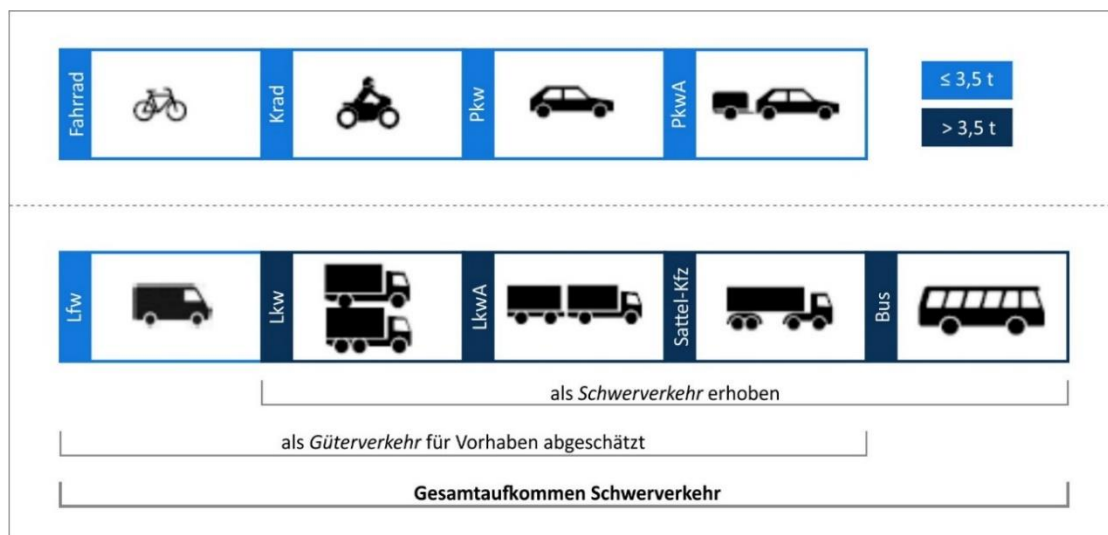 Fahrrad
Krad
Pkw
PkwA
≤ 3,5 t
> 3,5 t
Lfw
Lkw
LkwA
Sattel-Kfz
Bus
als Schwerverkehr erhoben
als Güterverkehr für Vorhaben abgeschätzt
Gesamtaufkommen Schwerverkehr